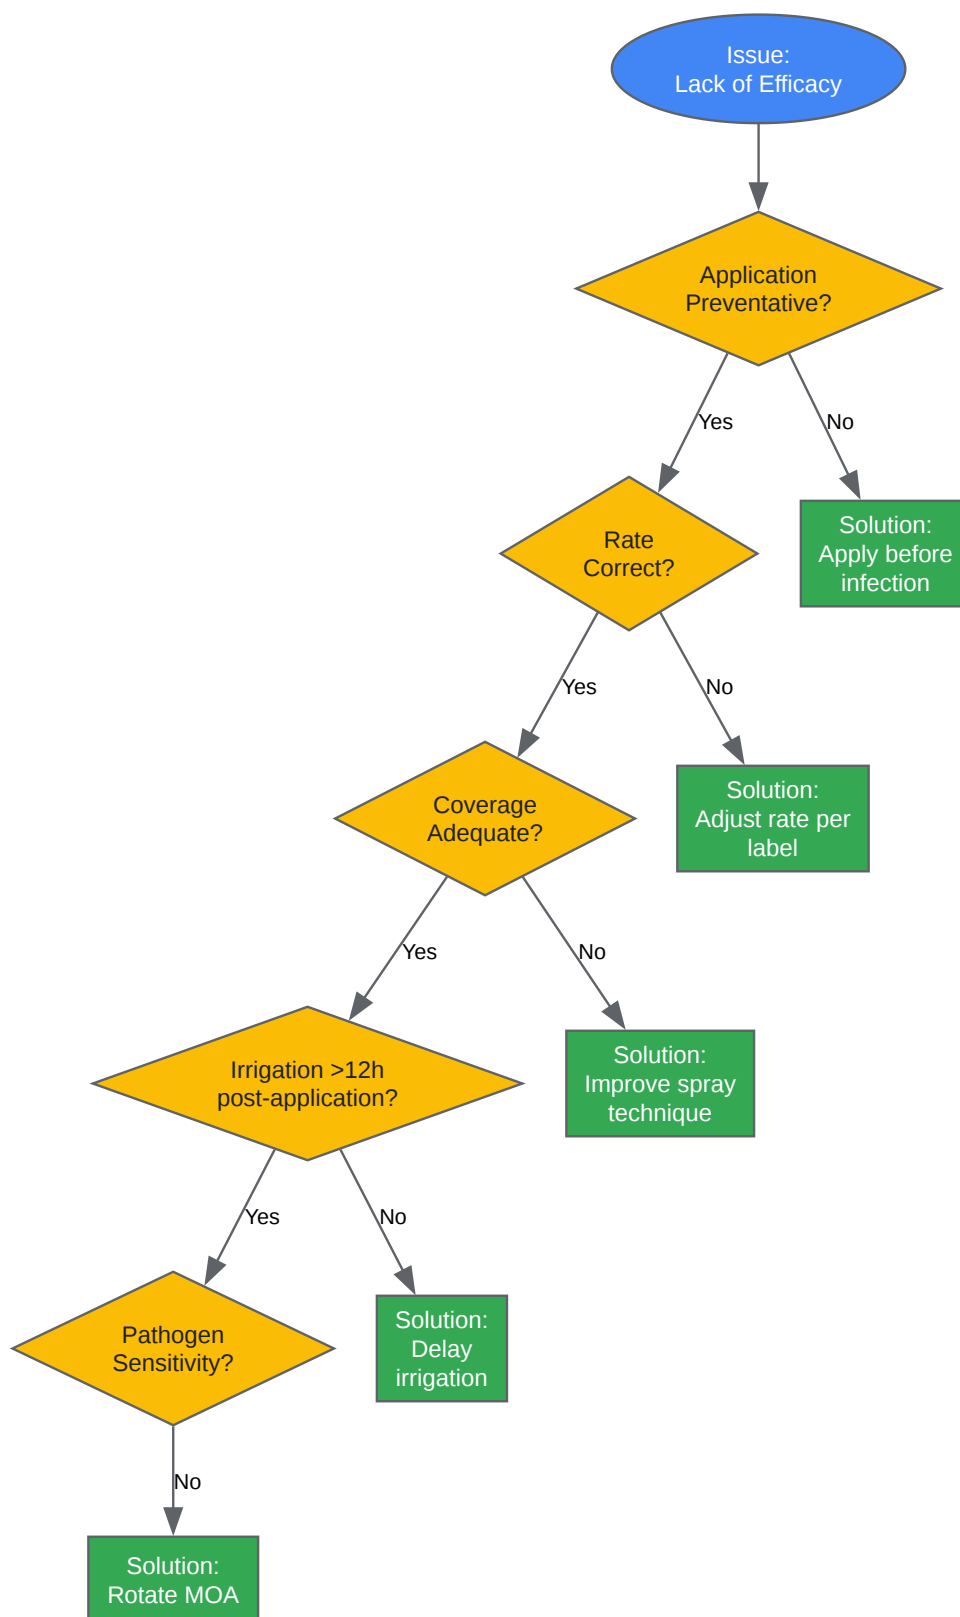 Issue:
Lack of Efficacy
Application
Preventative?
Yes
No
Rate
Correct?
Solution:
Apply before
infection
Yes
No
Coverage
Adequate?
Solution:
Adjust rate per
label
Yes
No
Irrigation >12h
post-application?
Solution:
Improve spray
technique
Yes
No
Pathogen
Sensitivity?
Solution:
Delay
irrigation
No
Solution:
Rotate MOA